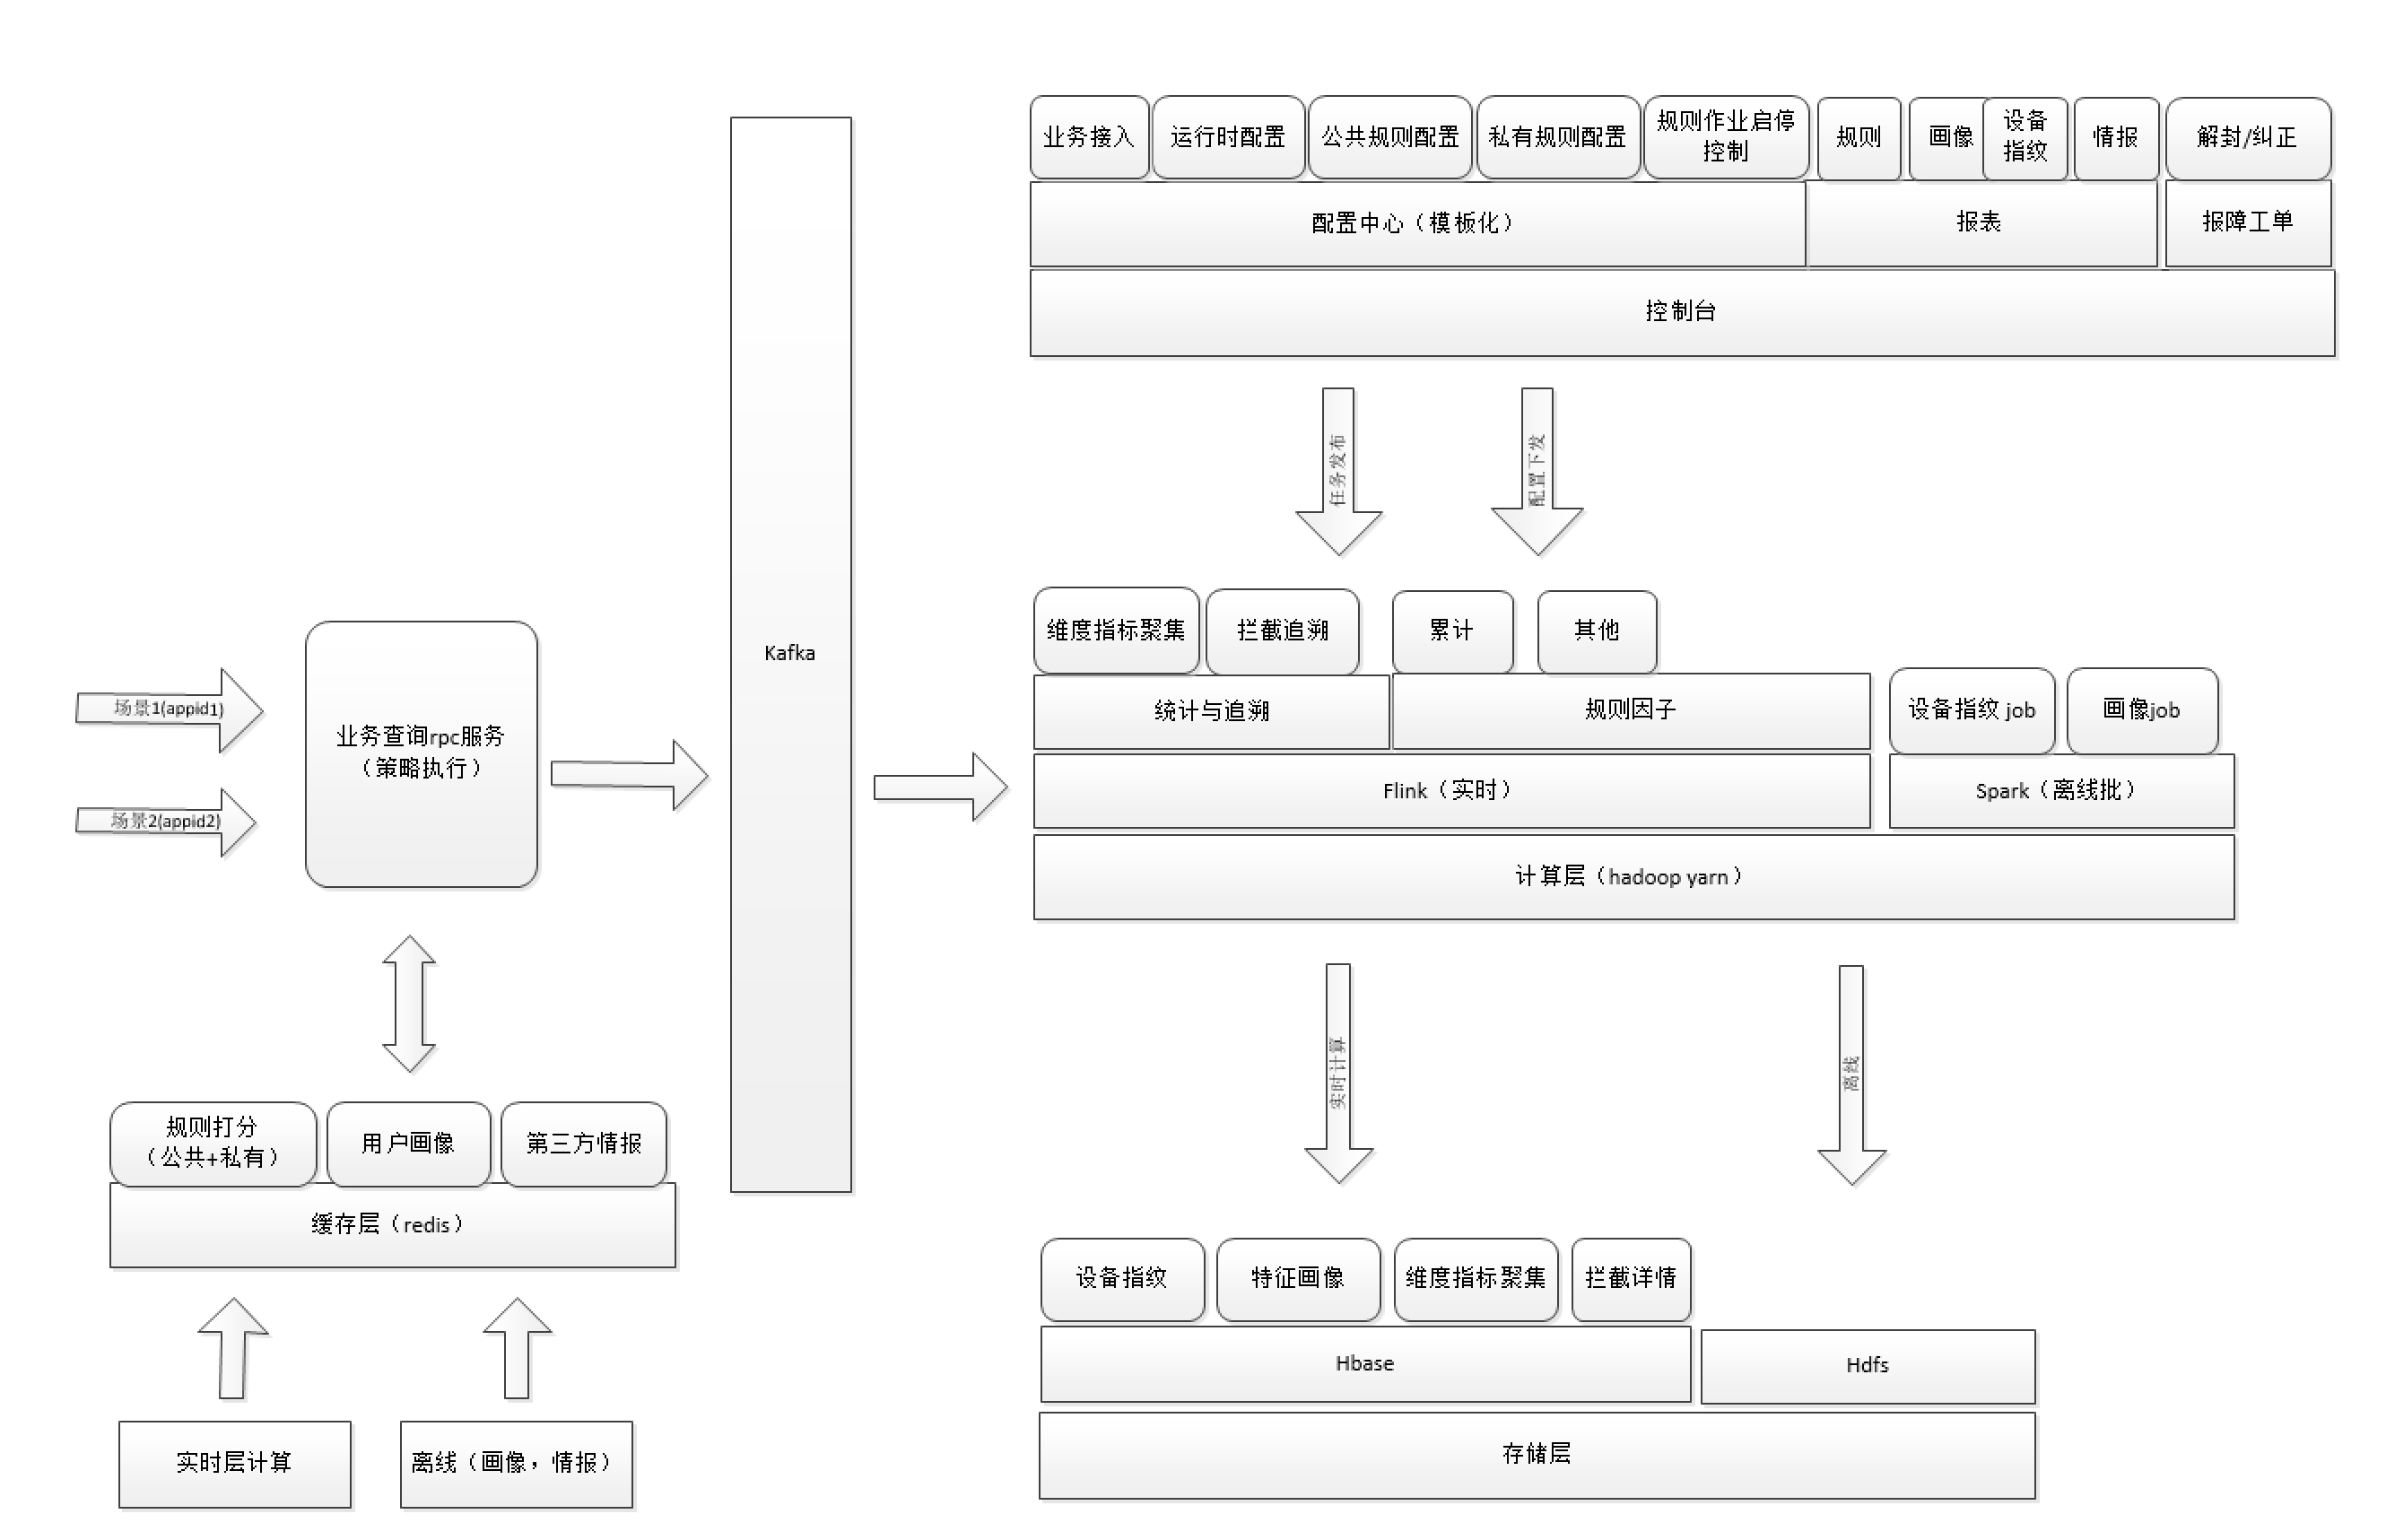 业务接入
运行时配置
公共规则配置
私有规则配置
规则作业启停
控制
规则
画像
设备
指纹
情报
解封/纠正
配置中心（模板化）
报表
报障工单
控制台
任务发布
配置下发
Kafka
维度指标聚集
拦截追溯
累计
其他
统计与追溯
规则因子
设备指纹 job
画像job
Flink（实时）
Spark（离线批）
计算层（hadoop yarn）
场景1(appid1)
场景2(appid2)
业务查询rpc服务
（策略执行）
实时计算
离线
规则打分
（公共+私有）
用户画像
第三方情报
缓存层（redis）
实时层计算
离线（画像，情报）
设备指纹
特征画像
维度指标聚集
拦截详情
Hbase
Hdfs
存储层